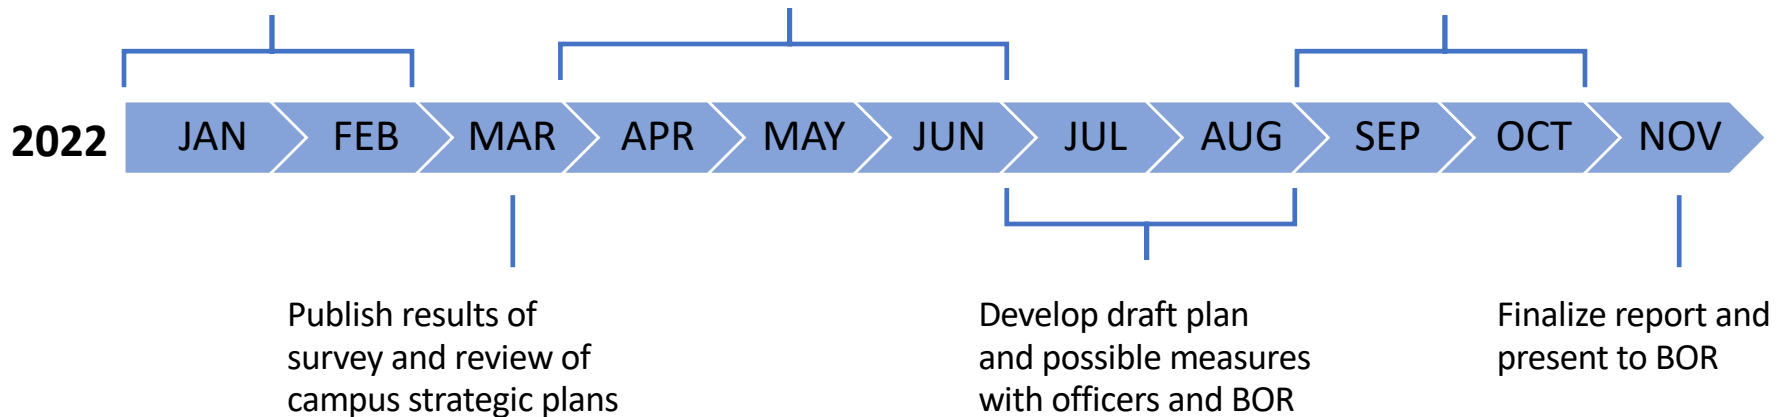 2022 JAN FEB MAR APR MAY JUN JUL AUG SEP OCT NOV
Publish results of
survey and review of
campus strategic plans
Develop draft plan
and possible measures
with officers and BOR
Finalize report and
present to BOR